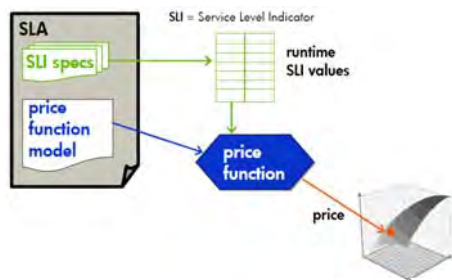 SLI = Service Level Indicator
SLA
SLI specs
runtime
SLI values
price
function
model
price
function
price